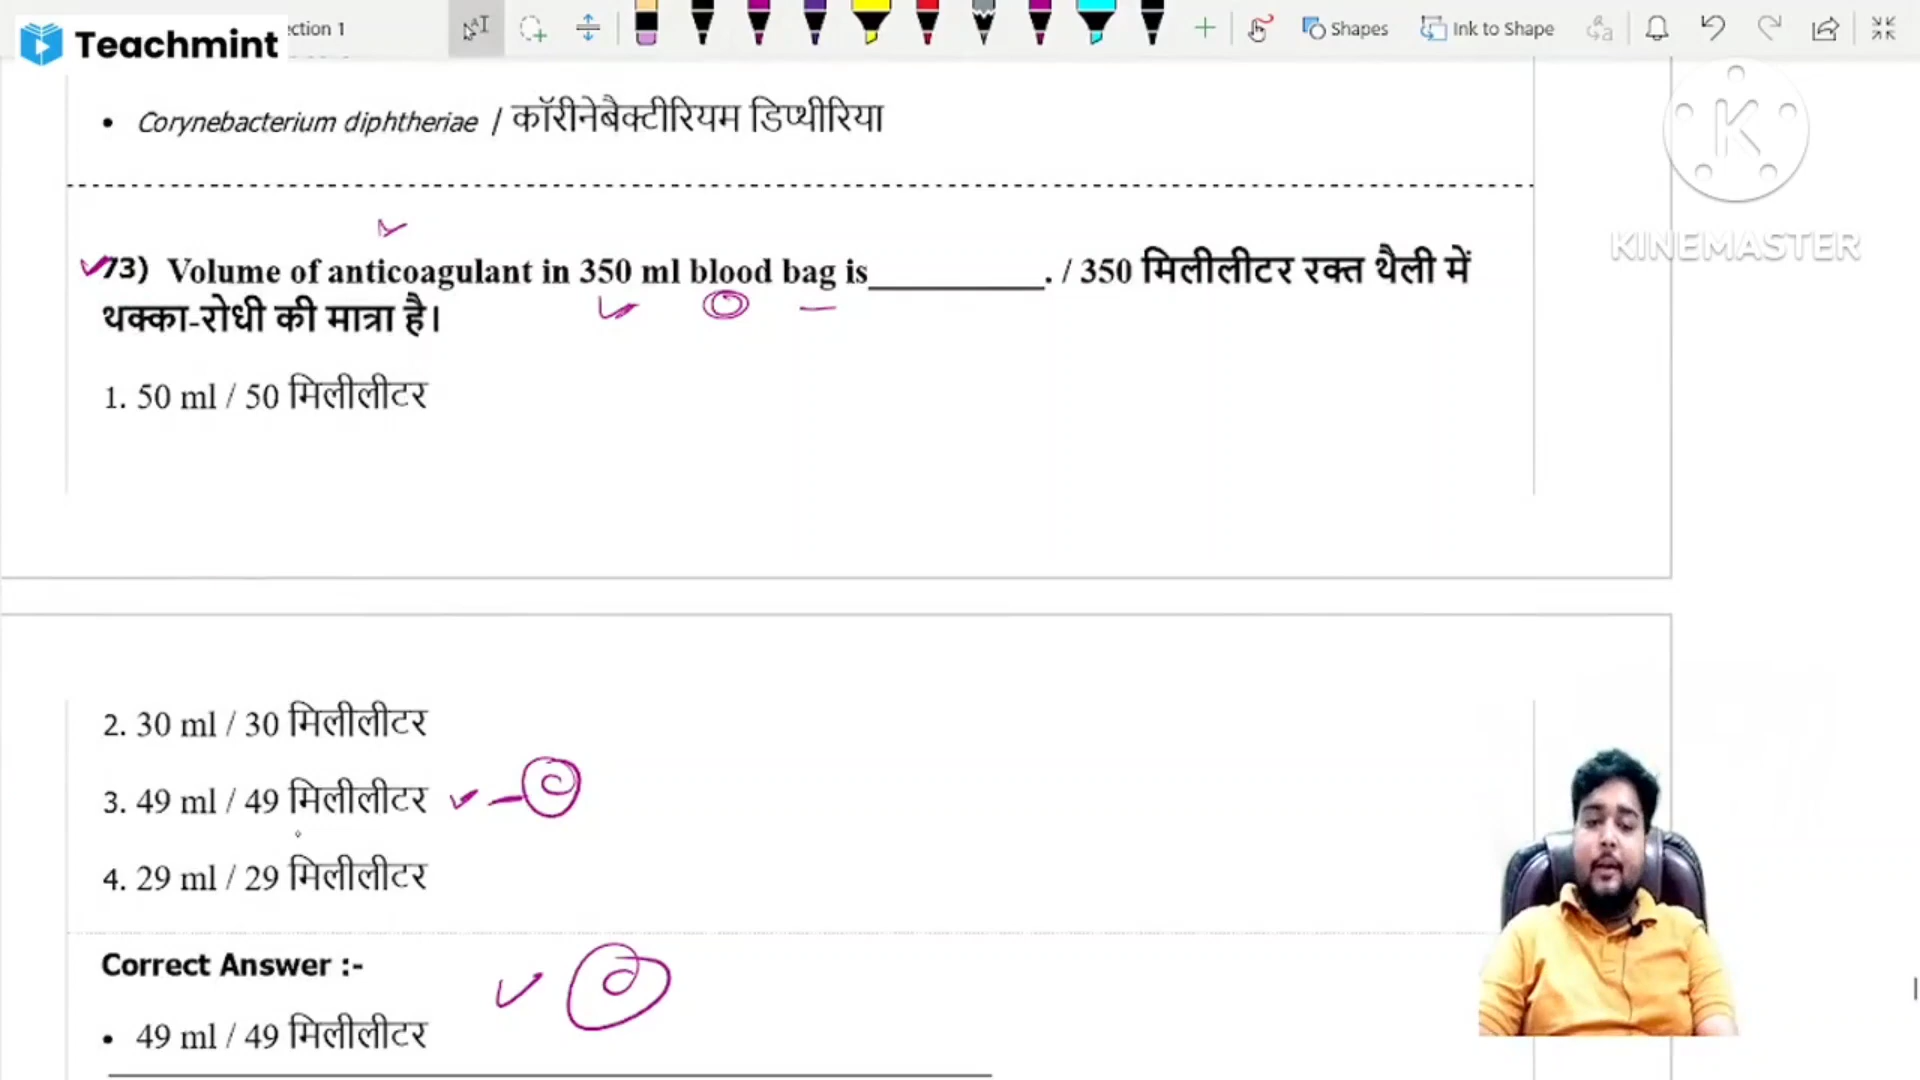 Teachmint
ection 1
Shapes
Ink to Shape
• Corynebacterium diphtheriae / कॉरीनेबैक्टीरियम डिप्थीरिया
K
KINEMASTER
73) Volume of anticoagulant in 350 ml blood bag is__________. / 350 मिलीलीटर रक्त थैली में
थक्का-रोधी की मात्रा है।
1. 50 ml / 50 मिलीलीटर
2. 30 ml / 30 मिलीलीटर
3. 49 ml / 49 मिलीलीटर
4. 29 ml / 29 मिलीलीटर
Correct Answer :-
• 49 ml / 49 मिलीलीटर